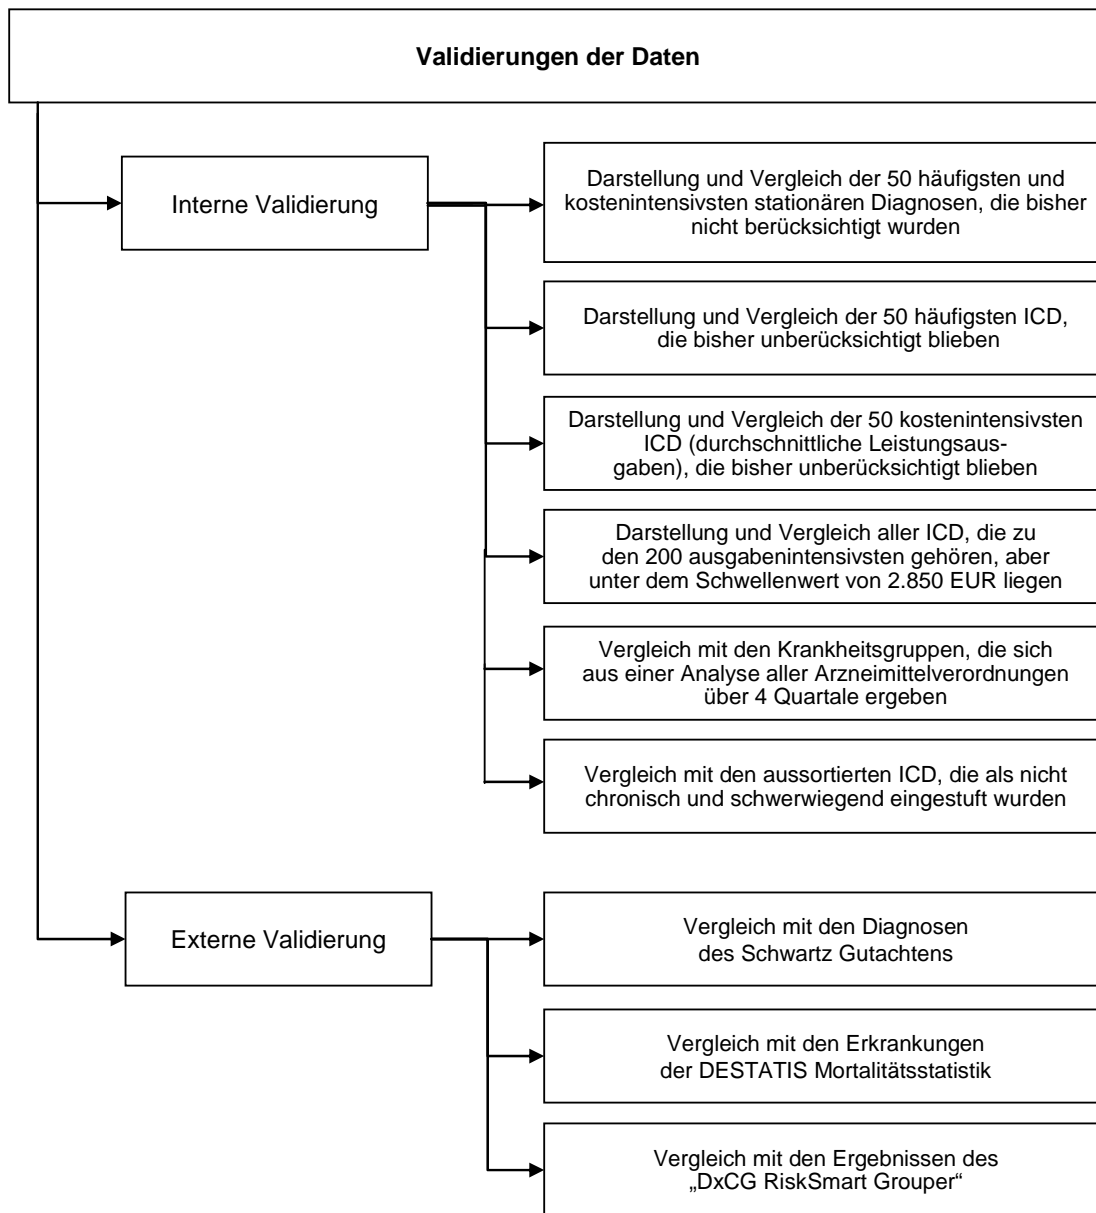 Validierungen der Daten
Interne Validierung
Darstellung und Vergleich der 50 häufigsten und
kostenintensivsten stationären Diagnosen, die bisher
nicht berücksichtigt wurden
Darstellung und Vergleich der 50 häufigsten ICD,
die bisher unberücksichtigt blieben
Darstellung und Vergleich der 50 kostenintensivsten
ICD (durchschnittliche Leistungsaus-
gaben), die bisher unberücksichtigt blieben
Darstellung und Vergleich aller ICD, die zu
den 200 ausgabenintensivsten gehören, aber
unter dem Schwellenwert von 2.850 EUR liegen
Vergleich mit den Krankheitsgruppen, die sich
aus einer Analyse aller Arzneimittelverordnungen
über 4 Quartale ergeben
Vergleich mit den aussortierten ICD, die als nicht
chronisch und schwerwiegend eingestuft wurden
Externe Validierung
Vergleich mit den Diagnosen
des Schwartz Gutachtens
Vergleich mit den Erkrankungen
der DESTATIS Mortalitätsstatistik
Vergleich mit den Ergebnissen des
„DxCG RiskSmart Grouper“